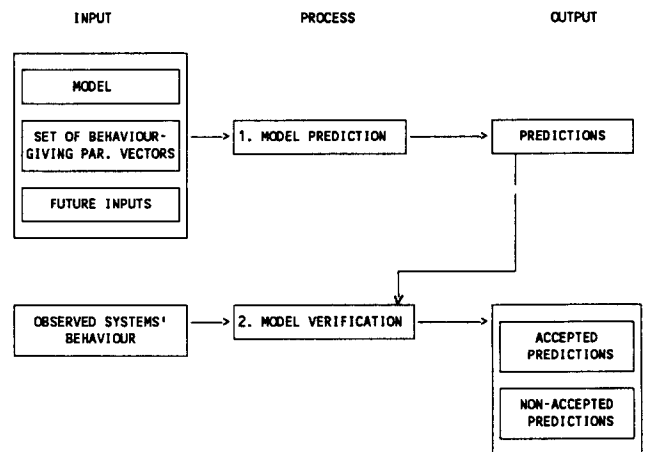 INPUT PROCESS OUTPUT
MODEL
SET OF BEHAVIOUR-
GIVING PAR. VECTORS
FUTURE INPUTS
1. MODEL PREDICTION
PREDICTIONS
OBSERVED SYSTEMS'
BEHAVIOUR
2. MODEL VERIFICATION
ACCEPTED
PREDICTIONS
NON-ACCEPTED
PREDICTIONS